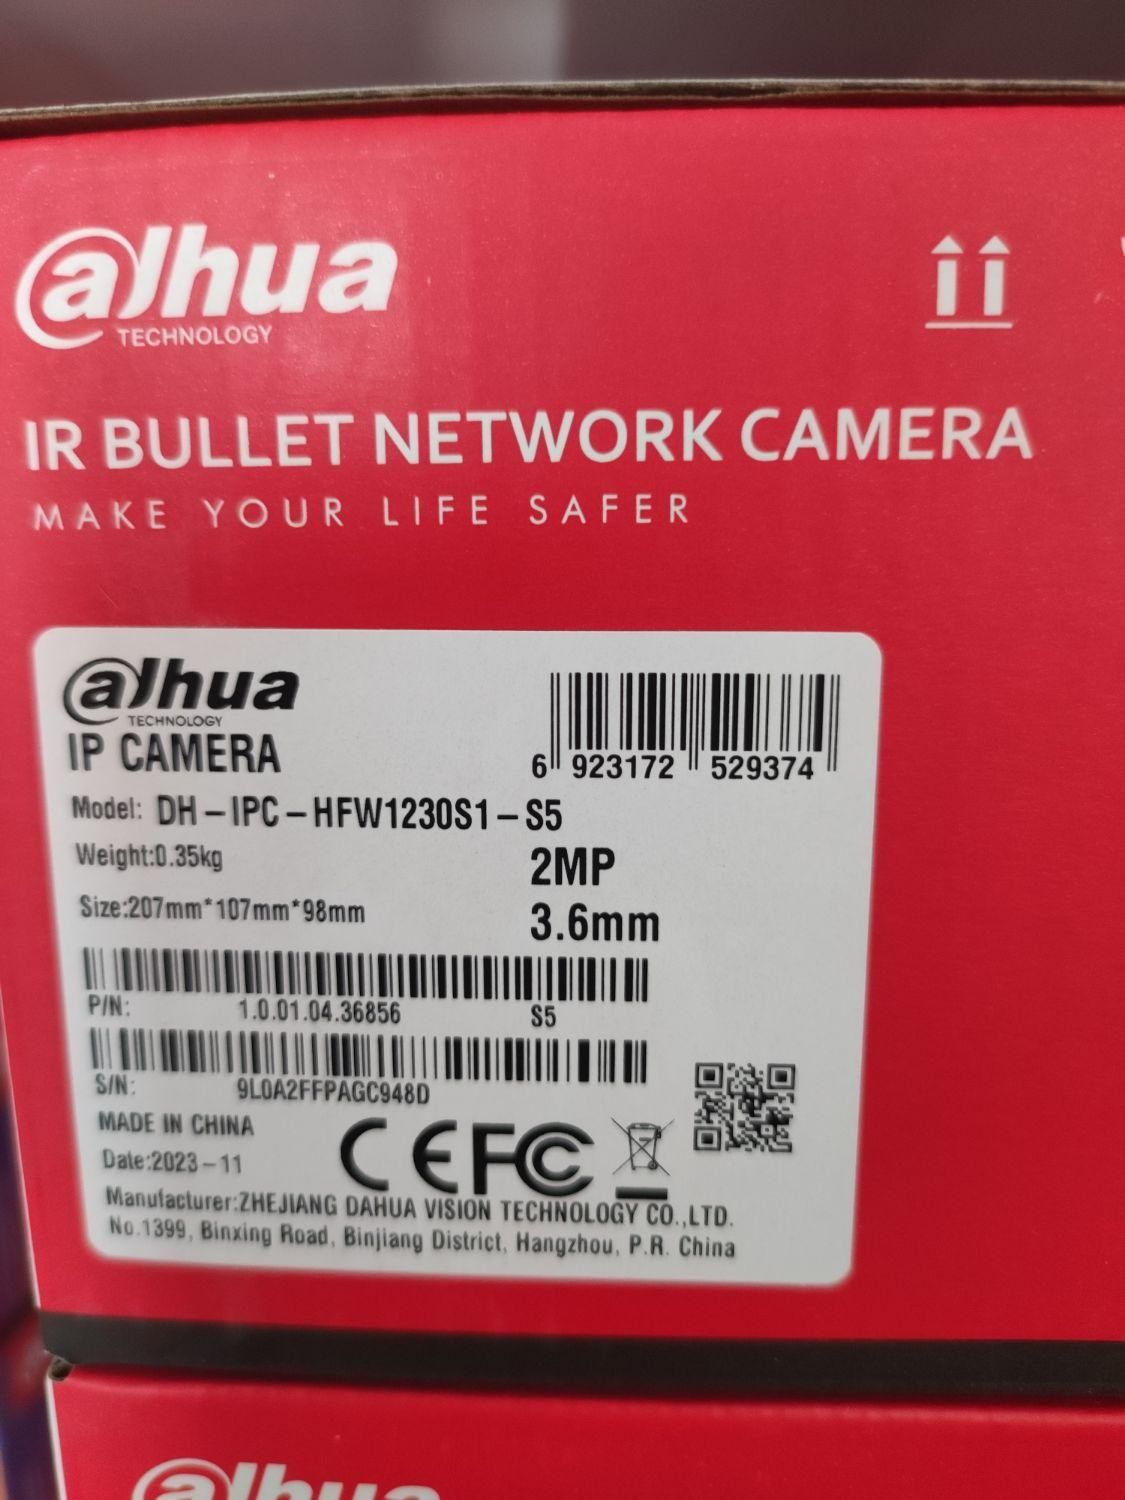 alhua
TECHNOLOGY
IR BULLET NETWORK CAMERA
MAKE YOUR LIFE SAFER
alhua
TECHNOLOGY
IP CAMERA
6 923172 529374
Model: DH-IPC-HFW1230S1-S5
Weight:0.35kg
2MP
Size:207mm*107mm*98mm
3.6mm
P/N: 1.0.01.04.36856 S5
S/N: 9L0A2FFPAGC948D
MADE IN CHINA
Date:2023-11
CE FC
Manufacturer:ZHEJIANG DAHUA VISION TECHNOLOGY CO.,LTD.
No.1399, Binxing Road, Binjiang District, Hangzhou, P.R. China
alhua